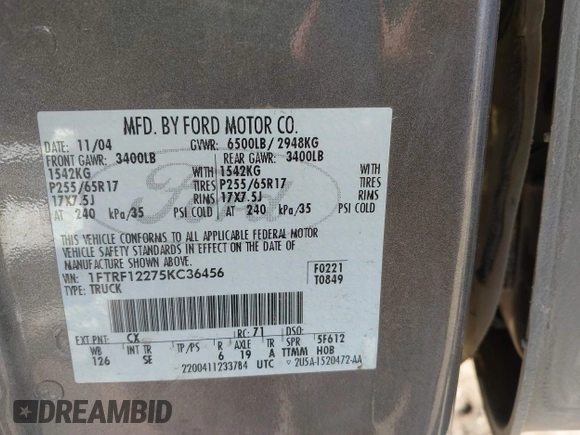 MFD. BY FORD MOTOR CO.
DATE: 11/04 GVWR: 6500LB/ 2948KG
FRONT GAWR: 3400LB REAR GAWR: 3400LB
1542KG WITH 1542KG WITH
P255/65R17 TIRES P255/65R17 TIRES
17X7.5J RIMS 17X7.5J RIMS
AT 240 kPa/35 PSI COLD AT 240 kPa/35 PSI COLD
THIS VEHICLE CONFORMS TO ALL APPLICABLE FEDERAL MOTOR
VEHICLE SAFETY STANDARDS IN EFFECT ON THE DATE OF
MANUFACTURE SHOWN ABOVE.
VIN: 1FTRF12275KC36456 F0221
TYPE: TRUCK T0849
EXT PNT: CX RC: 71 DSO:
WB INT TR TP/PS R AXLE TR SPR 5F612
126 SE 6 19 A TTMM HOB
2200411233784 UTC 2U5A-1520472-AA
Ford
DREAMBID